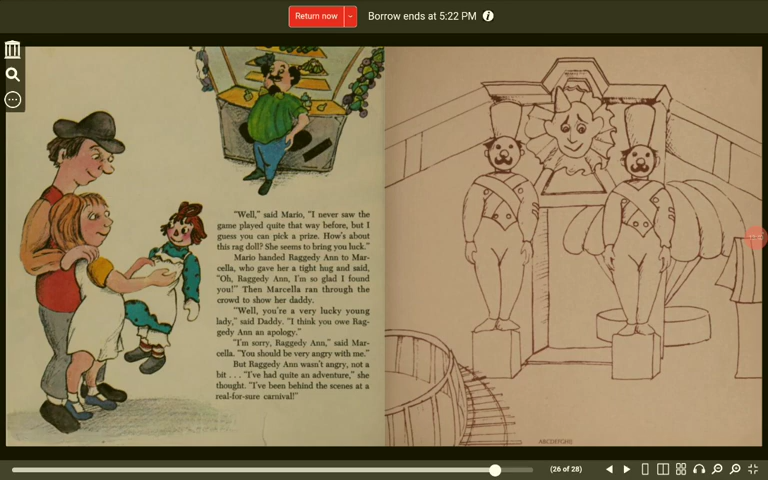 Return now
Borrow ends at 5:22 PM
"Well," said Mario, "I never saw the
game played quite that way before, but I
guess you can pick a prize. How's about
this rag doll? She seems to bring you luck."
Mario handed Raggedy Ann to Mar-
cella, who gave her a tight hug and said,
"Oh, Raggedy Ann, I'm so glad I found
you!" Then Marcella ran through the
crowd to show her daddy.
"Well, you're a very lucky young
lady," said Daddy. "I think you owe Rag-
gedy Ann an apology."
"I'm sorry, Raggedy Ann," said Mar-
cella. "You should be very angry with me."
But Raggedy Ann wasn't angry, not a
bit . . . "I've had quite an adventure," she
thought. "I've been behind the scenes at a
real-for-sure carnival!"
(26 of 28)